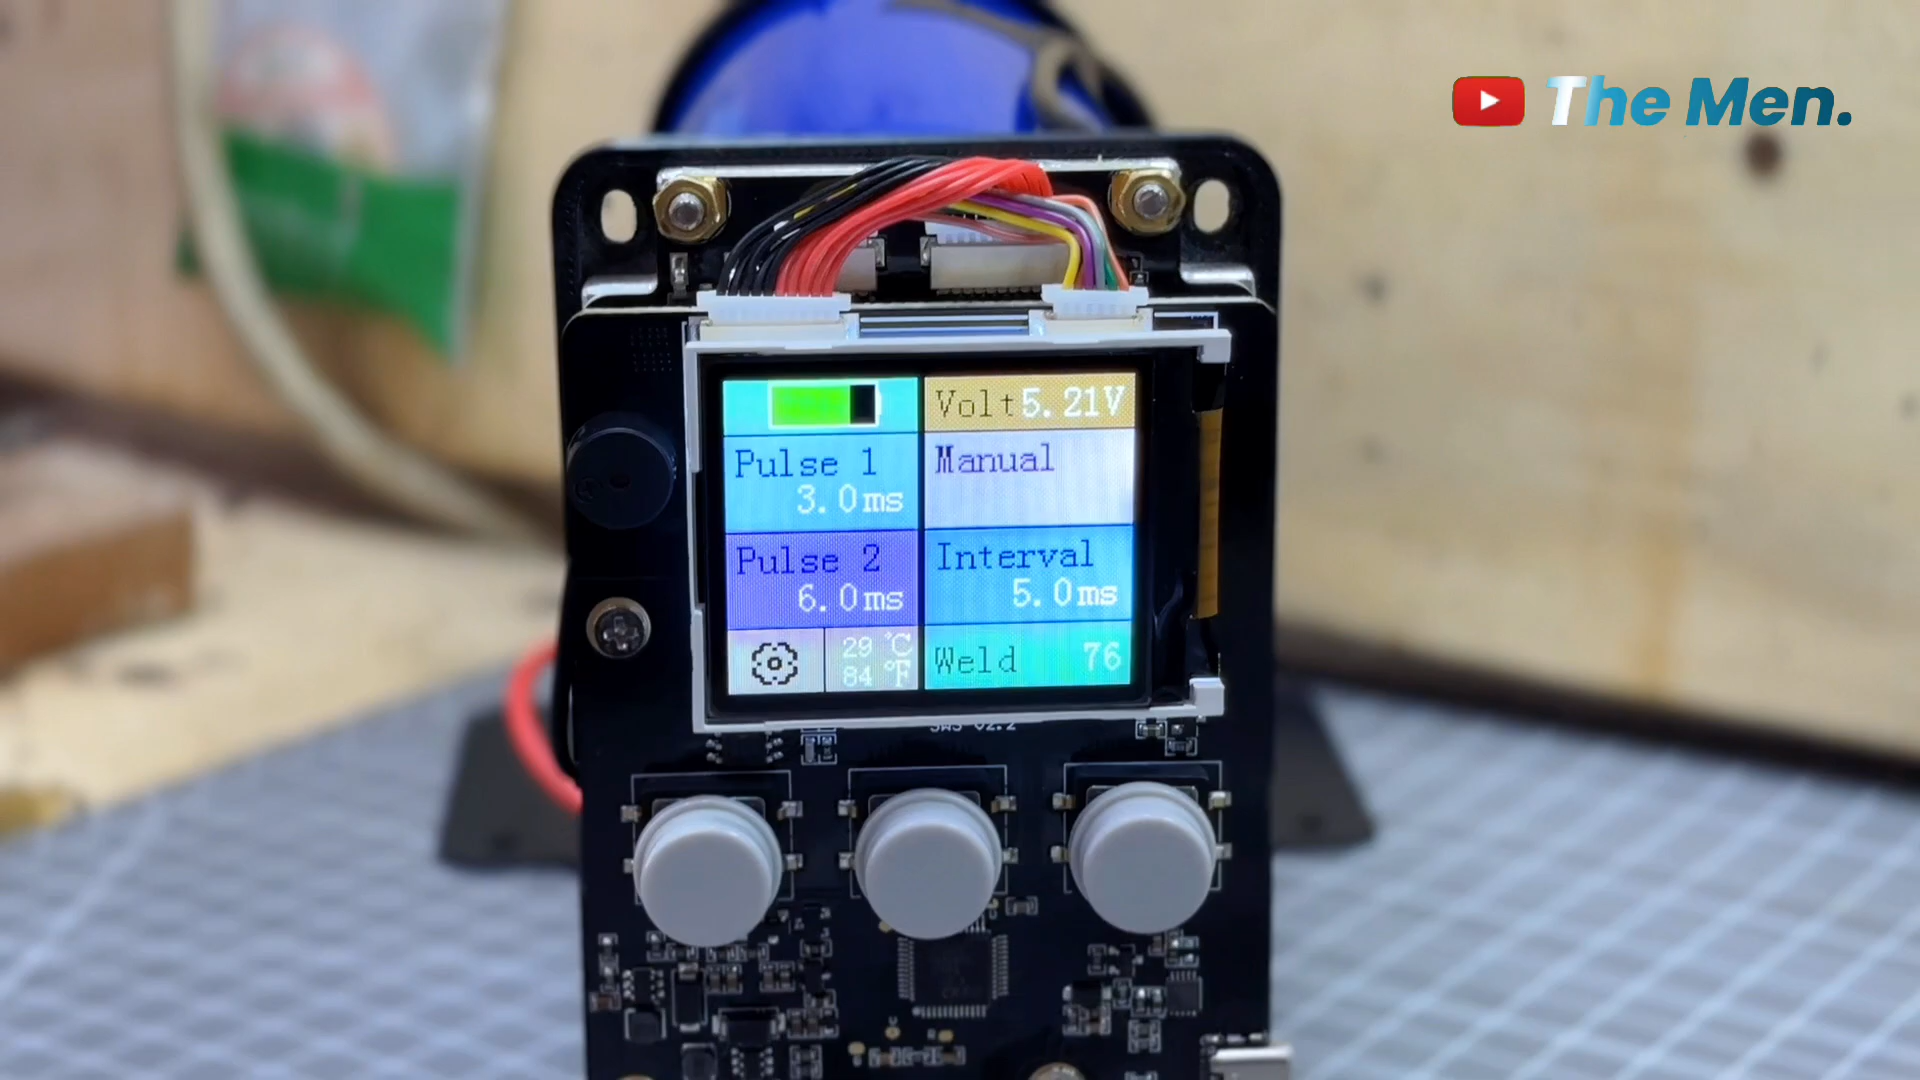 The Men.
Volt 5.21V
Pulse 1
3.0ms
Manual
Pulse 2
6.0ms
Interval
5.0ms
29 °C
84 °F
Weld 76